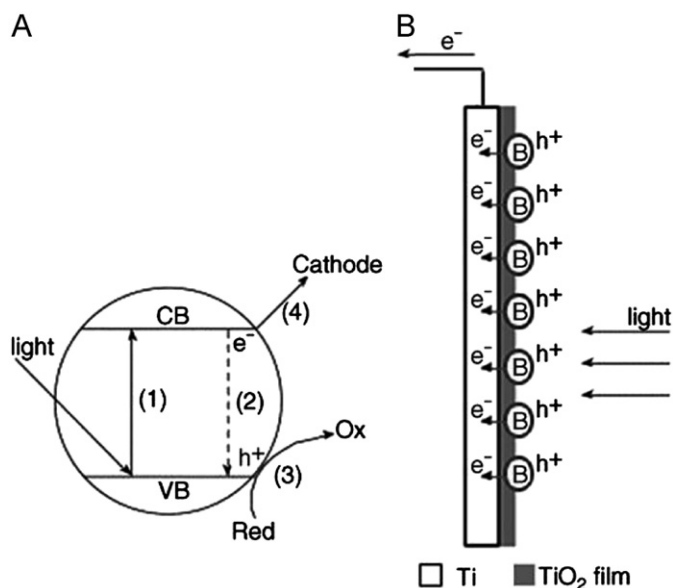 A
Cathode
(4)
CB
light
e⁻
(1)
(2)
h⁺
Ox
(3)
VB
Red
B
e⁻
e⁻ B h⁺
e⁻ B h⁺
e⁻ B h⁺
e⁻ B h⁺
light
e⁻ B h⁺
e⁻ B h⁺
e⁻ B h⁺
Ti TiO₂ film